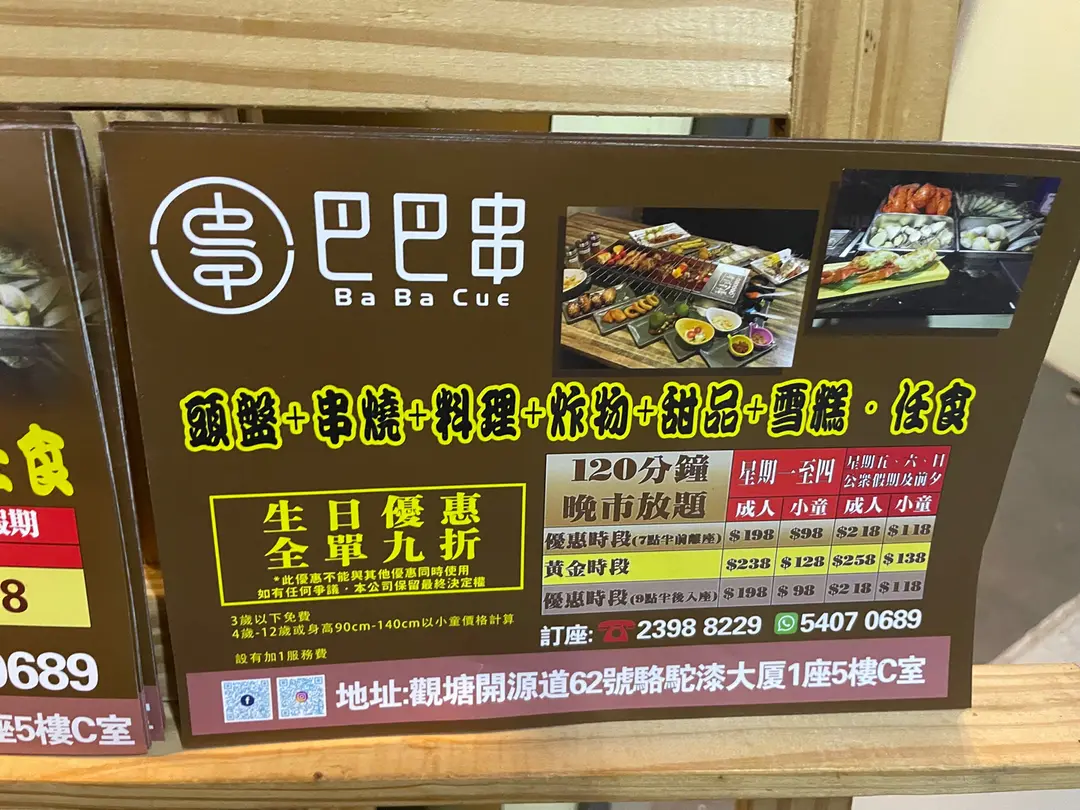 巴巴串
Ba Ba Cue
頭盤+串燒+料理+炸物+甜品+雪糕·任食
生日優惠
全單九折
*此優惠不能與其他優惠同時使用
如有任何爭議，本公司保留最終決定權
3歲以下免費
4歲-12歲或身高90cm-140cm以小童價格計算
設有加1服務費
120分鐘
晚市放題
星期一至四
星期五、六、日
公眾假期及前夕
成人 小童 成人 小童
優惠時段(7點半前離座) $198 $98 $218 $118
黃金時段 $238 $128 $258 $138
優惠時段(9點半後入座) $198 $98 $218 $118
訂座: 2398 8229 5407 0689
地址:觀塘開源道62號駱駝漆大厦1座5樓C室
食
假期
8
0689
座5樓C室